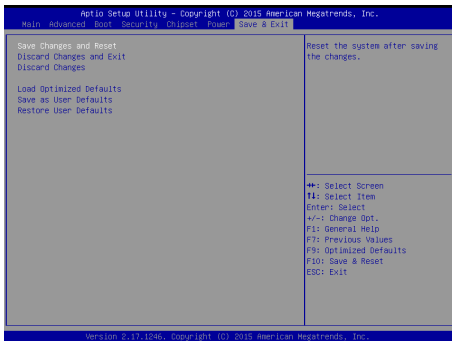 Aptio Setup Utility - Copyright (C) 2015 American Megatrends, Inc.
Main Advanced Boot Security Chipset Power Save & Exit
Save Changes and Reset
Discard Changes and Exit
Discard Changes
Load Optimized Defaults
Save as User Defaults
Restore User Defaults
Reset the system after saving
the changes.
→←: Select Screen
↑↓: Select Item
Enter: Select
+/-: Change Opt.
F1: General Help
F7: Previous Values
F9: Optimized Defaults
F10: Save & Reset
ESC: Exit
Version 2.17.1246. Copyright (C) 2015 American Megatrends, Inc.